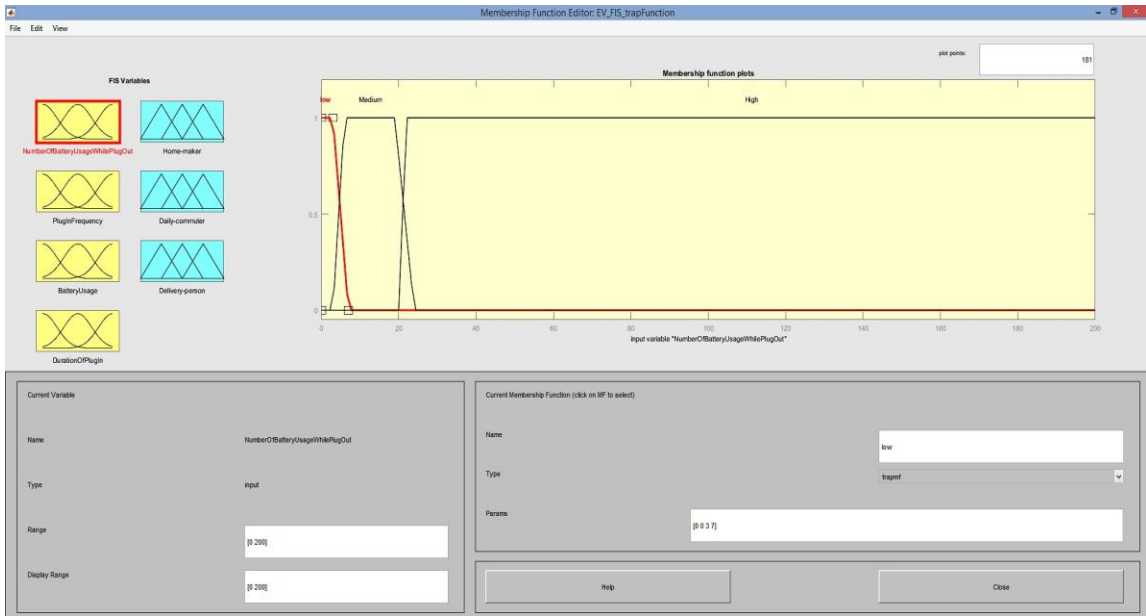 Membership Function Editor: EV_FIS_trapFunction
File Edit View
plot points:
181
FIS Variables
Membership function plots
low
Medium
High
NumberOfBatteryUsageWhilePlugOut
Home-maker
PlugInFrequency
Daily-commuter
BatteryUsage
Delivery-person
DurationOfPlugIn
1
0.5
0
0 20 40 60 80 100 120 140 160 180 200
input variable "NumberOfBatteryUsageWhilePlugOut"
Current Variable
Name
NumberOfBatteryUsageWhilePlugOut
Type
input
Range
[0 200]
Display Range
[0 200]
Current Membership Function (click on MF to select)
Name
low
Type
trapmf
Params
[0 0 3 7]
Help
Close